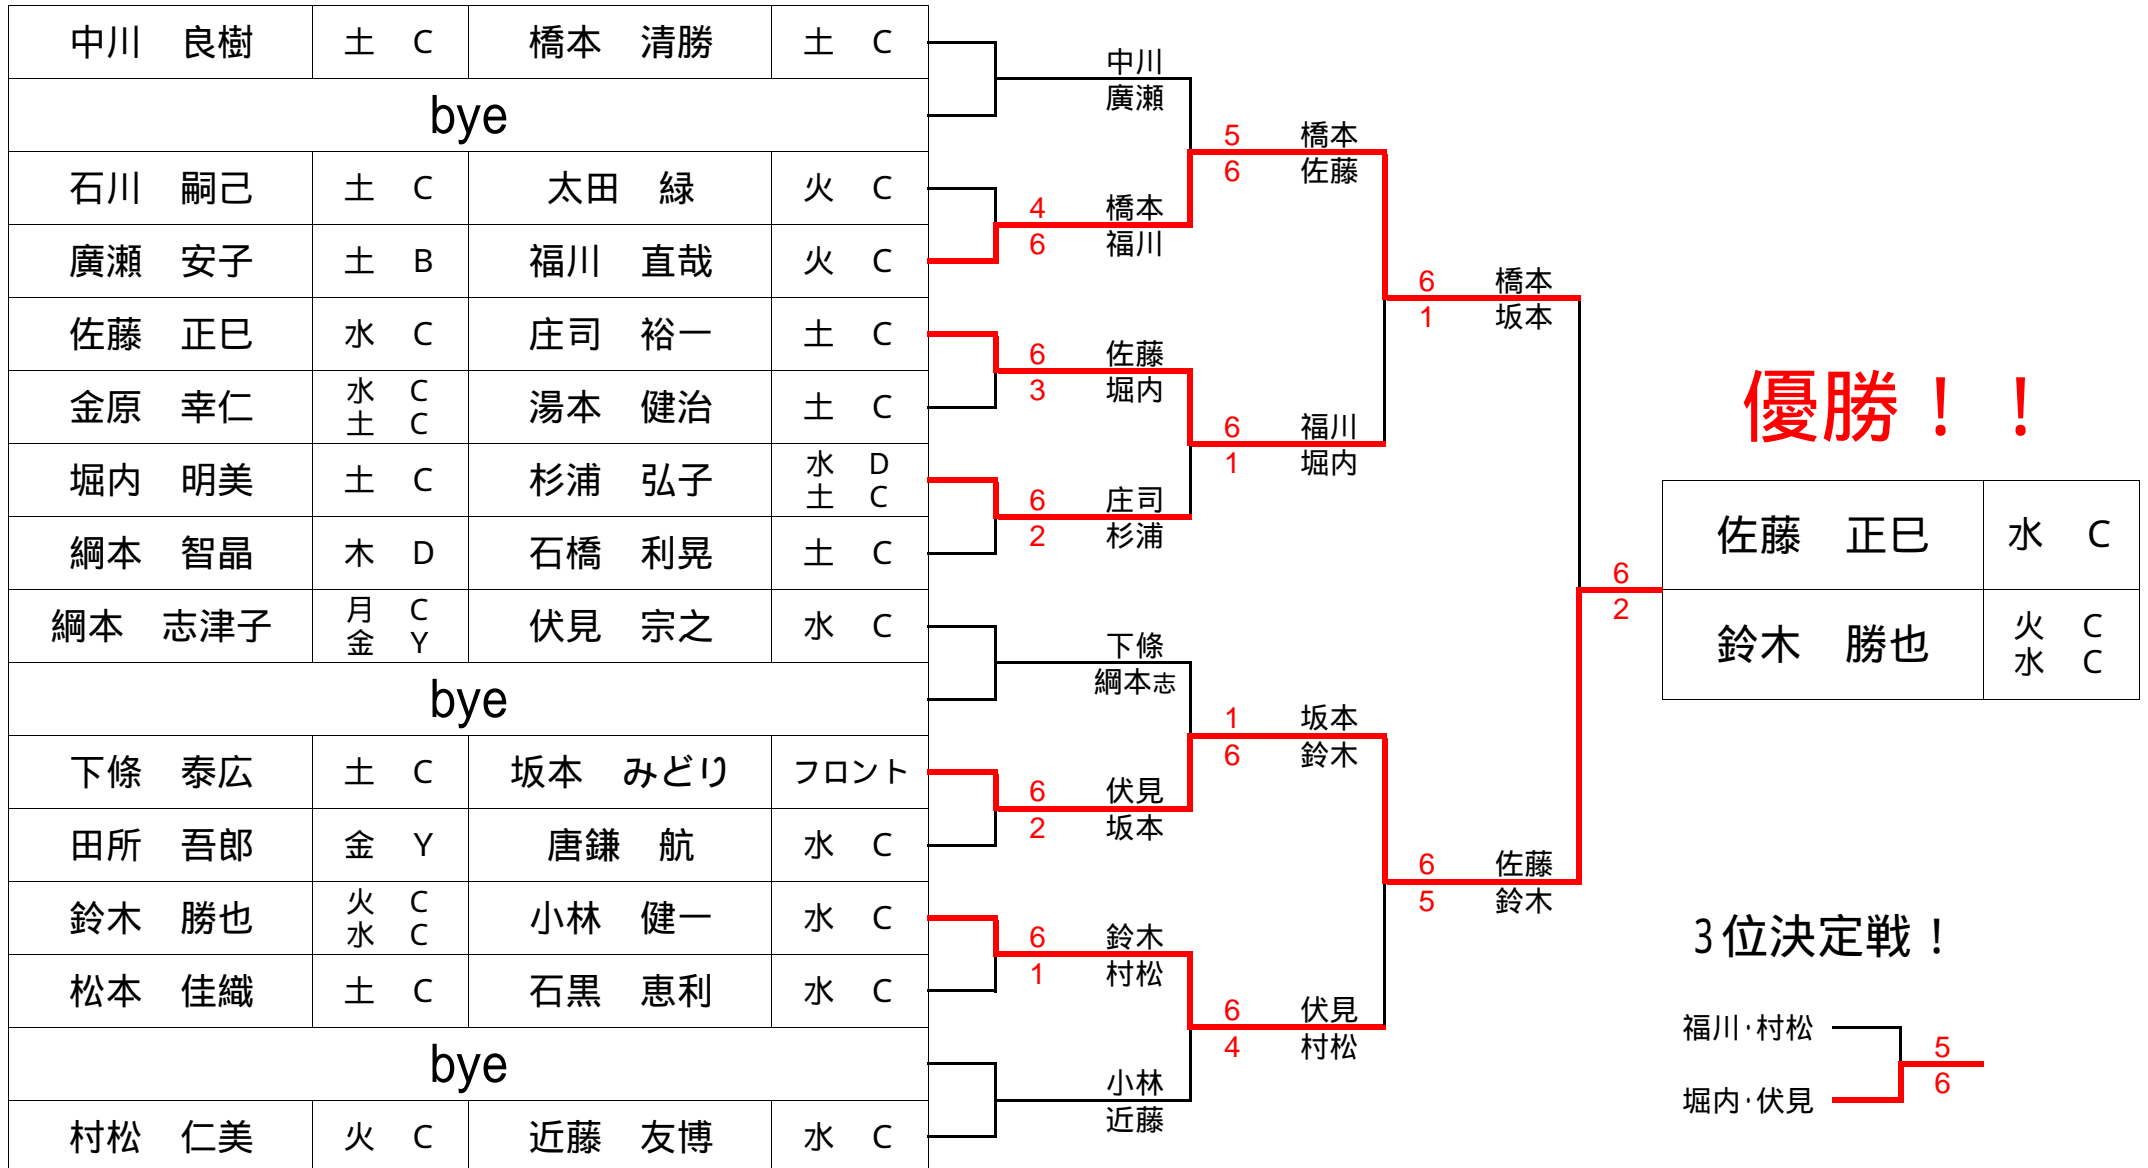 中川　良樹 土　C 橋本　清勝 土　C
bye
石川　嗣己 土　C 太田　緑 火　C
廣瀬　安子 土　B 福川　直哉 火　C
佐藤　正巳 水　C 庄司　裕一 土　C
金原　幸仁 水　C 土　C 湯本　健治 土　C
堀内　明美 土　C 杉浦　弘子 水　D 土　C
綱本　智晶 木　D 石橋　利晃 土　C
綱本　志津子 月　C 金　Y 伏見　宗之 水　C
bye
下條　泰広 土　C 坂本　みどり フロント
田所　吾郎 金　Y 唐鎌　航 水　C
鈴木　勝也 火　C 水　C 小林　健一 水　C
松本　佳織 土　C 石黒　恵利 水　C
bye
村松　仁美 火　C 近藤　友博 水　C
中川
廣瀬
4 橋本
6 福川
6 佐藤
3 堀内
6 庄司
2 杉浦
下條
綱本志
6 伏見
2 坂本
6 鈴木
1 村松
小林
近藤
5 橋本
6 佐藤
6 福川
1 堀内
1 坂本
6 鈴木
6 伏見
4 村松
6 橋本
1 坂本
6 佐藤
5 鈴木
6
2
優勝！！
佐藤　正巳 水　C
鈴木　勝也 火　C 水　C
3位決定戦！
福川･村松
5
6
堀内･伏見